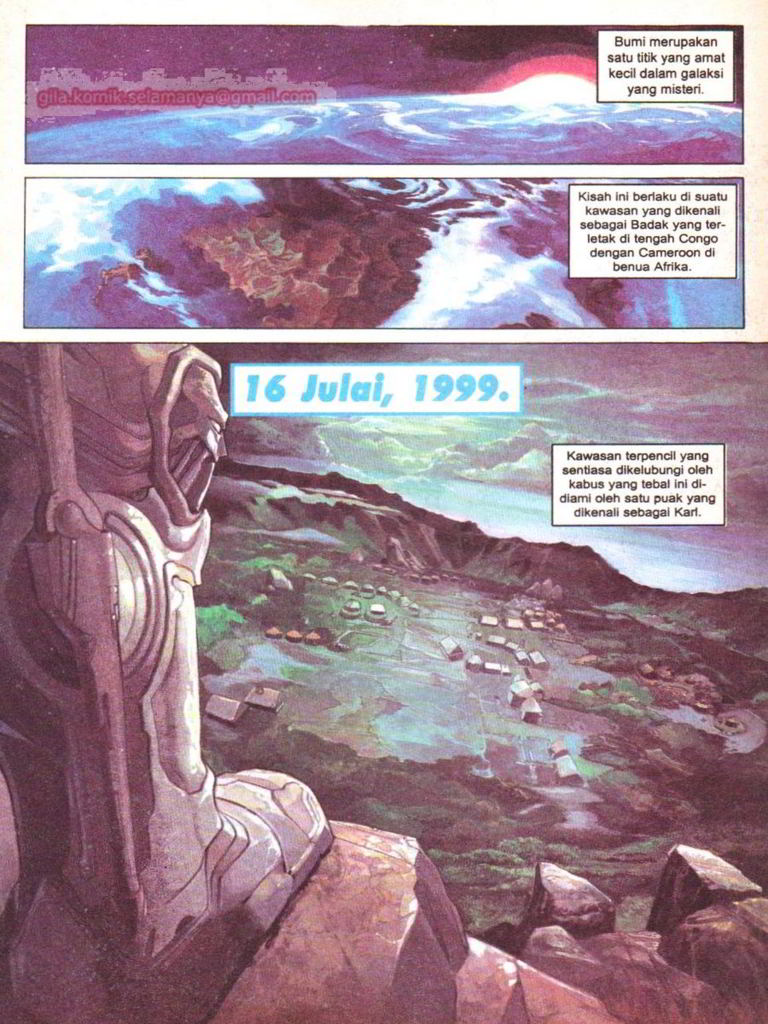 Bumi merupakan
satu titik yang amat
kecil dalam galaksi
yang misteri.
gila.komik.selamanya@gmail.com
Kisah ini berlaku di suatu
kawasan yang dikenali
sebagai Badak yang ter-
letak di tengah Congo
dengan Cameroon di
benua Afrika.
16 Julai, 1999.
Kawasan terpencil yang
sentiasa dikelubungi oleh
kabus yang tebal ini di-
diami oleh satu puak yang
dikenali sebagai Karl.